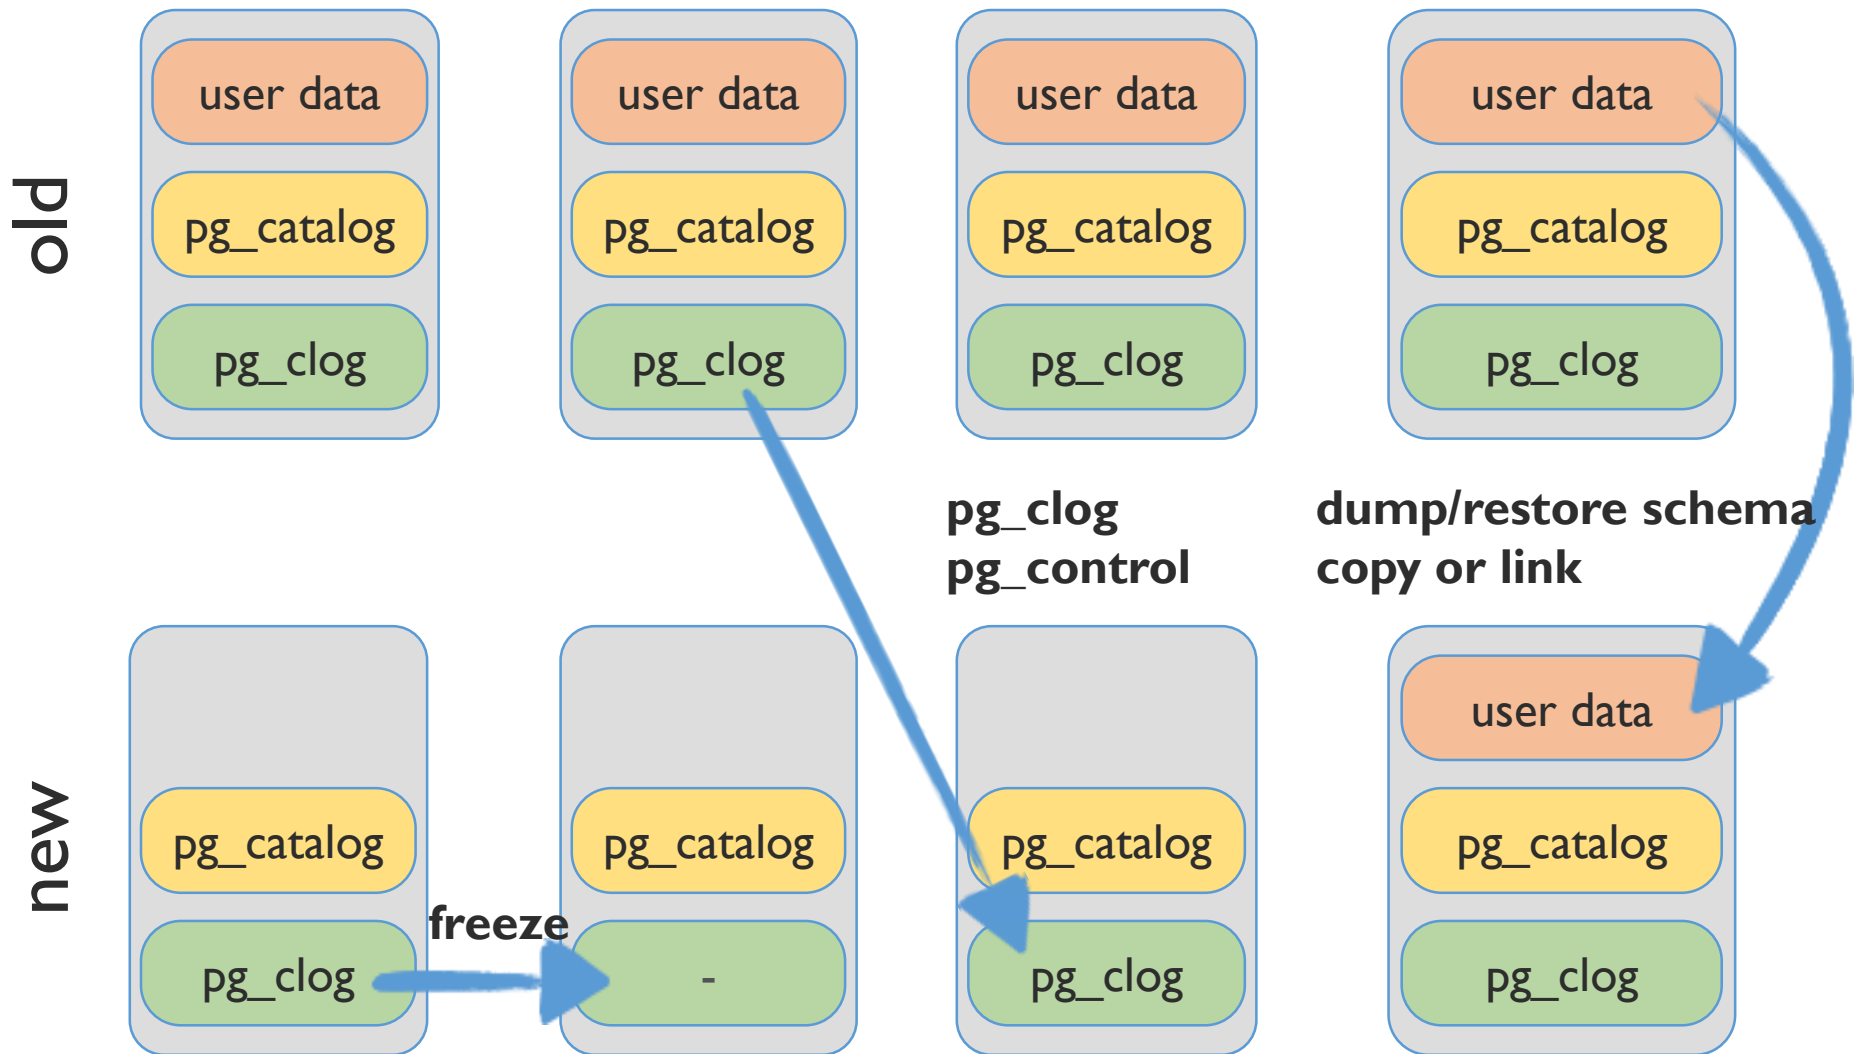 old
user data
user data
user data
user data
pg_catalog
pg_catalog
pg_catalog
pg_catalog
pg_clog
pg_clog
pg_clog
pg_clog
pg_clog
pg_control
dump/restore schema
copy or link
new
user data
pg_catalog
pg_catalog
pg_catalog
pg_catalog
freeze
pg_clog
-
pg_clog
pg_clog